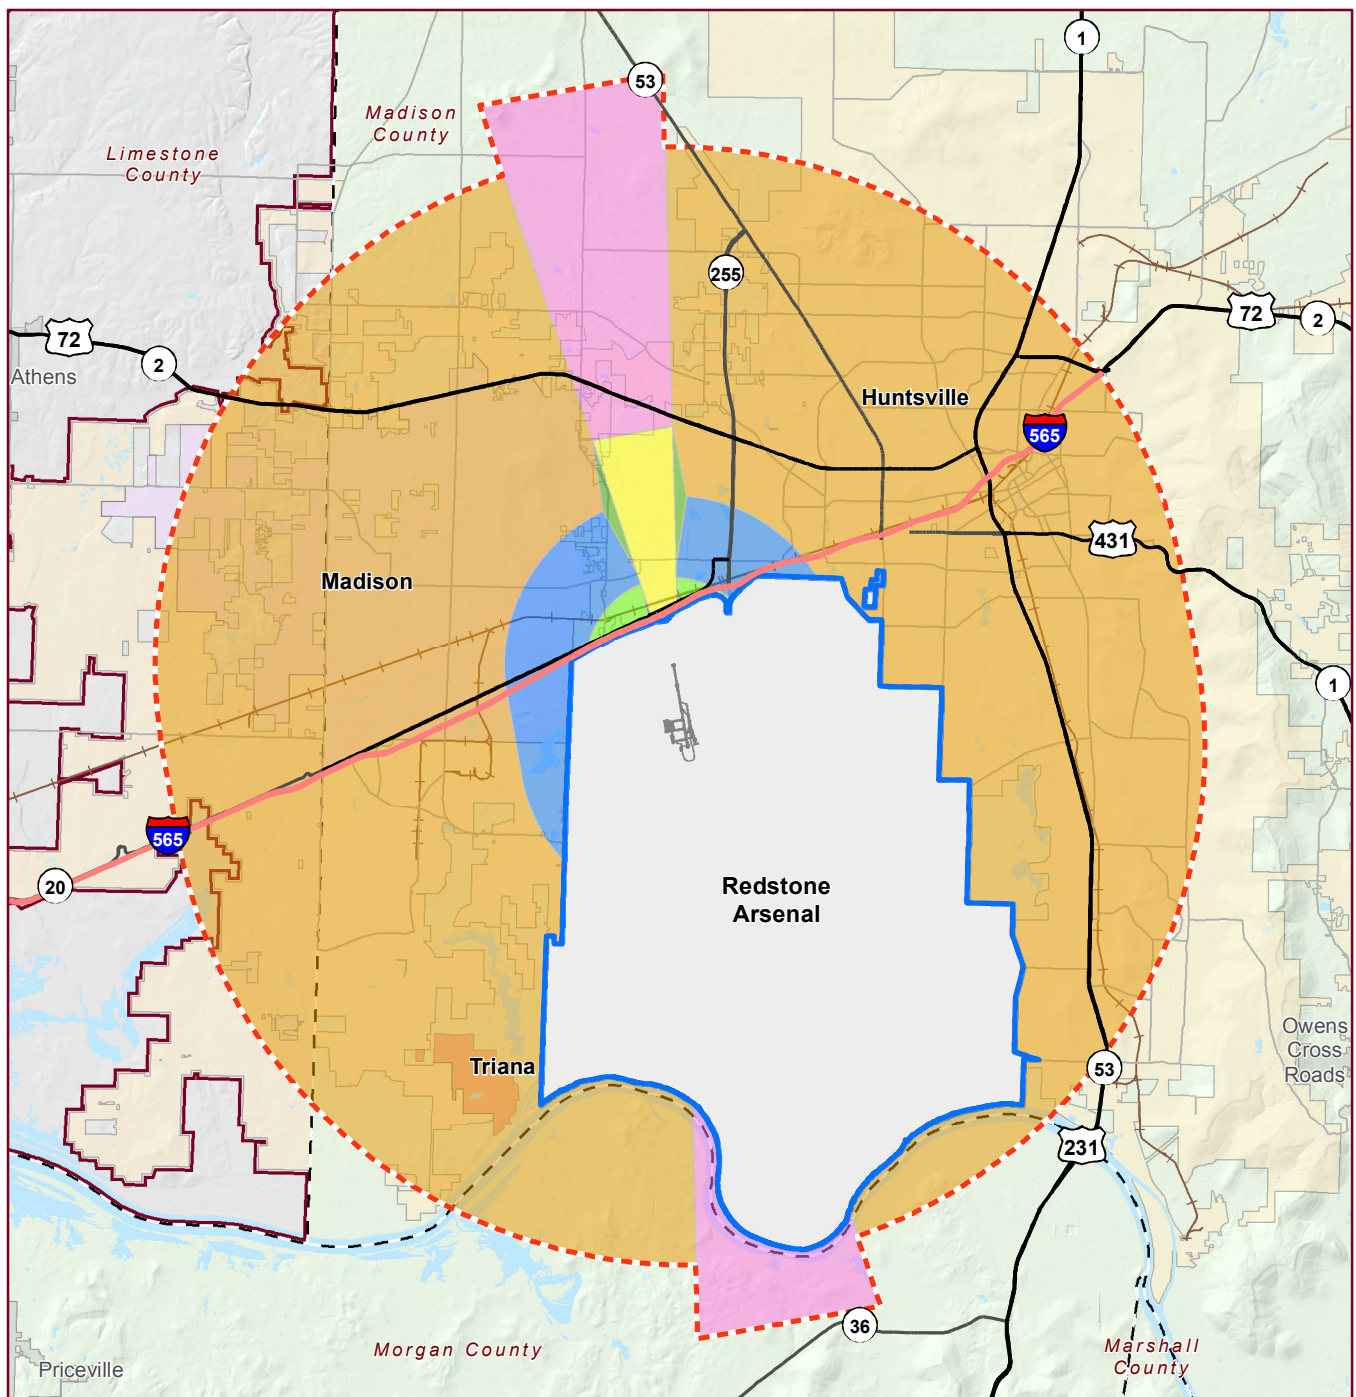 1
53
Madison
County
Limestone
County
255
72
2
72
2
Athens
Huntsville
565
431
Madison
1
565
20
Redstone
Arsenal
Owens
Cross
Roads
Triana
53
231
36
Morgan County
Marshall
County
Priceville